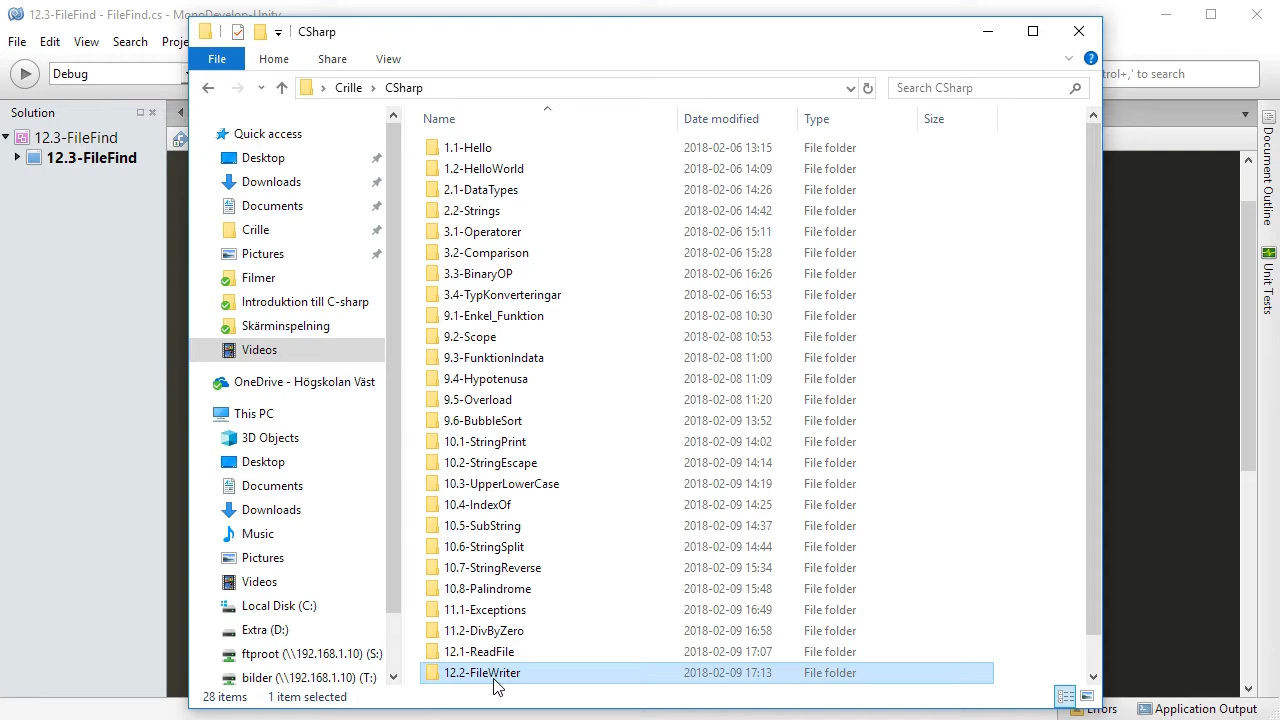 12.3-FileFind - FileFind.cs - MonoDevelop-Unity
File Edit View Search Proje
Debug
ctrol+,' to search
Solution
12.3-FileFind
12.3-FileFind
Document Outline
Unit Tests
Errors
Application Output
CSharp
File Home Share View
Crille > CSharp
Search CSharp
Quick access
Desktop
Downloads
Documents
Crille
Pictures
Filmer
Introduktion till C-sharp
Skärminspelning
Videos
OneDrive - Högskolan Väst
This PC
3D Objects
Desktop
Documents
Downloads
Music
Pictures
Videos
Local Disk (C:)
Extra (D:)
ftproot (\\192.168.1.10) (S:)
bilder (\\192.168.1.10) (T:)
Name Date modified Type Size
1.1-Hello 2018-02-06 13:15 File folder
1.2-HelloWorld 2018-02-06 14:09 File folder
2.1-DataTypes 2018-02-06 14:26 File folder
2.2-Strings 2018-02-06 14:42 File folder
3.1-Operatorer 2018-02-06 15:11 File folder
3.2-Comparison 2018-02-06 15:28 File folder
3.3-BinaryOP 2018-02-06 16:26 File folder
3.4-TypKonverteringar 2018-02-06 16:53 File folder
9.1-Enkel_Funktion 2018-02-08 10:30 File folder
9.2-Scope 2018-02-08 10:53 File folder
9.3-FunktionIndata 2018-02-08 11:00 File folder
9.4-Hypotenusa 2018-02-08 11:09 File folder
9.5-Overload 2018-02-08 11:20 File folder
9.6-BubbleSort 2018-02-09 13:52 File folder
10.1-StringPrint 2018-02-09 14:02 File folder
10.2-StringEscape 2018-02-09 14:14 File folder
10.3-UpperLowerCase 2018-02-09 14:19 File folder
10.4-IndexOf 2018-02-09 14:25 File folder
10.5-SubString 2018-02-09 14:37 File folder
10.6-StringSplit 2018-02-09 14:44 File folder
10.7-StringReverse 2018-02-09 15:34 File folder
10.8-Palindrome 2018-02-09 15:48 File folder
11.1-Exceptions 2018-02-09 16:49 File folder
11.2-DivByZero 2018-02-09 16:58 File folder
12.1-ReadFile 2018-02-09 17:07 File folder
12.2-FileWriter 2018-02-09 17:13 File folder
28 items 1 item selected